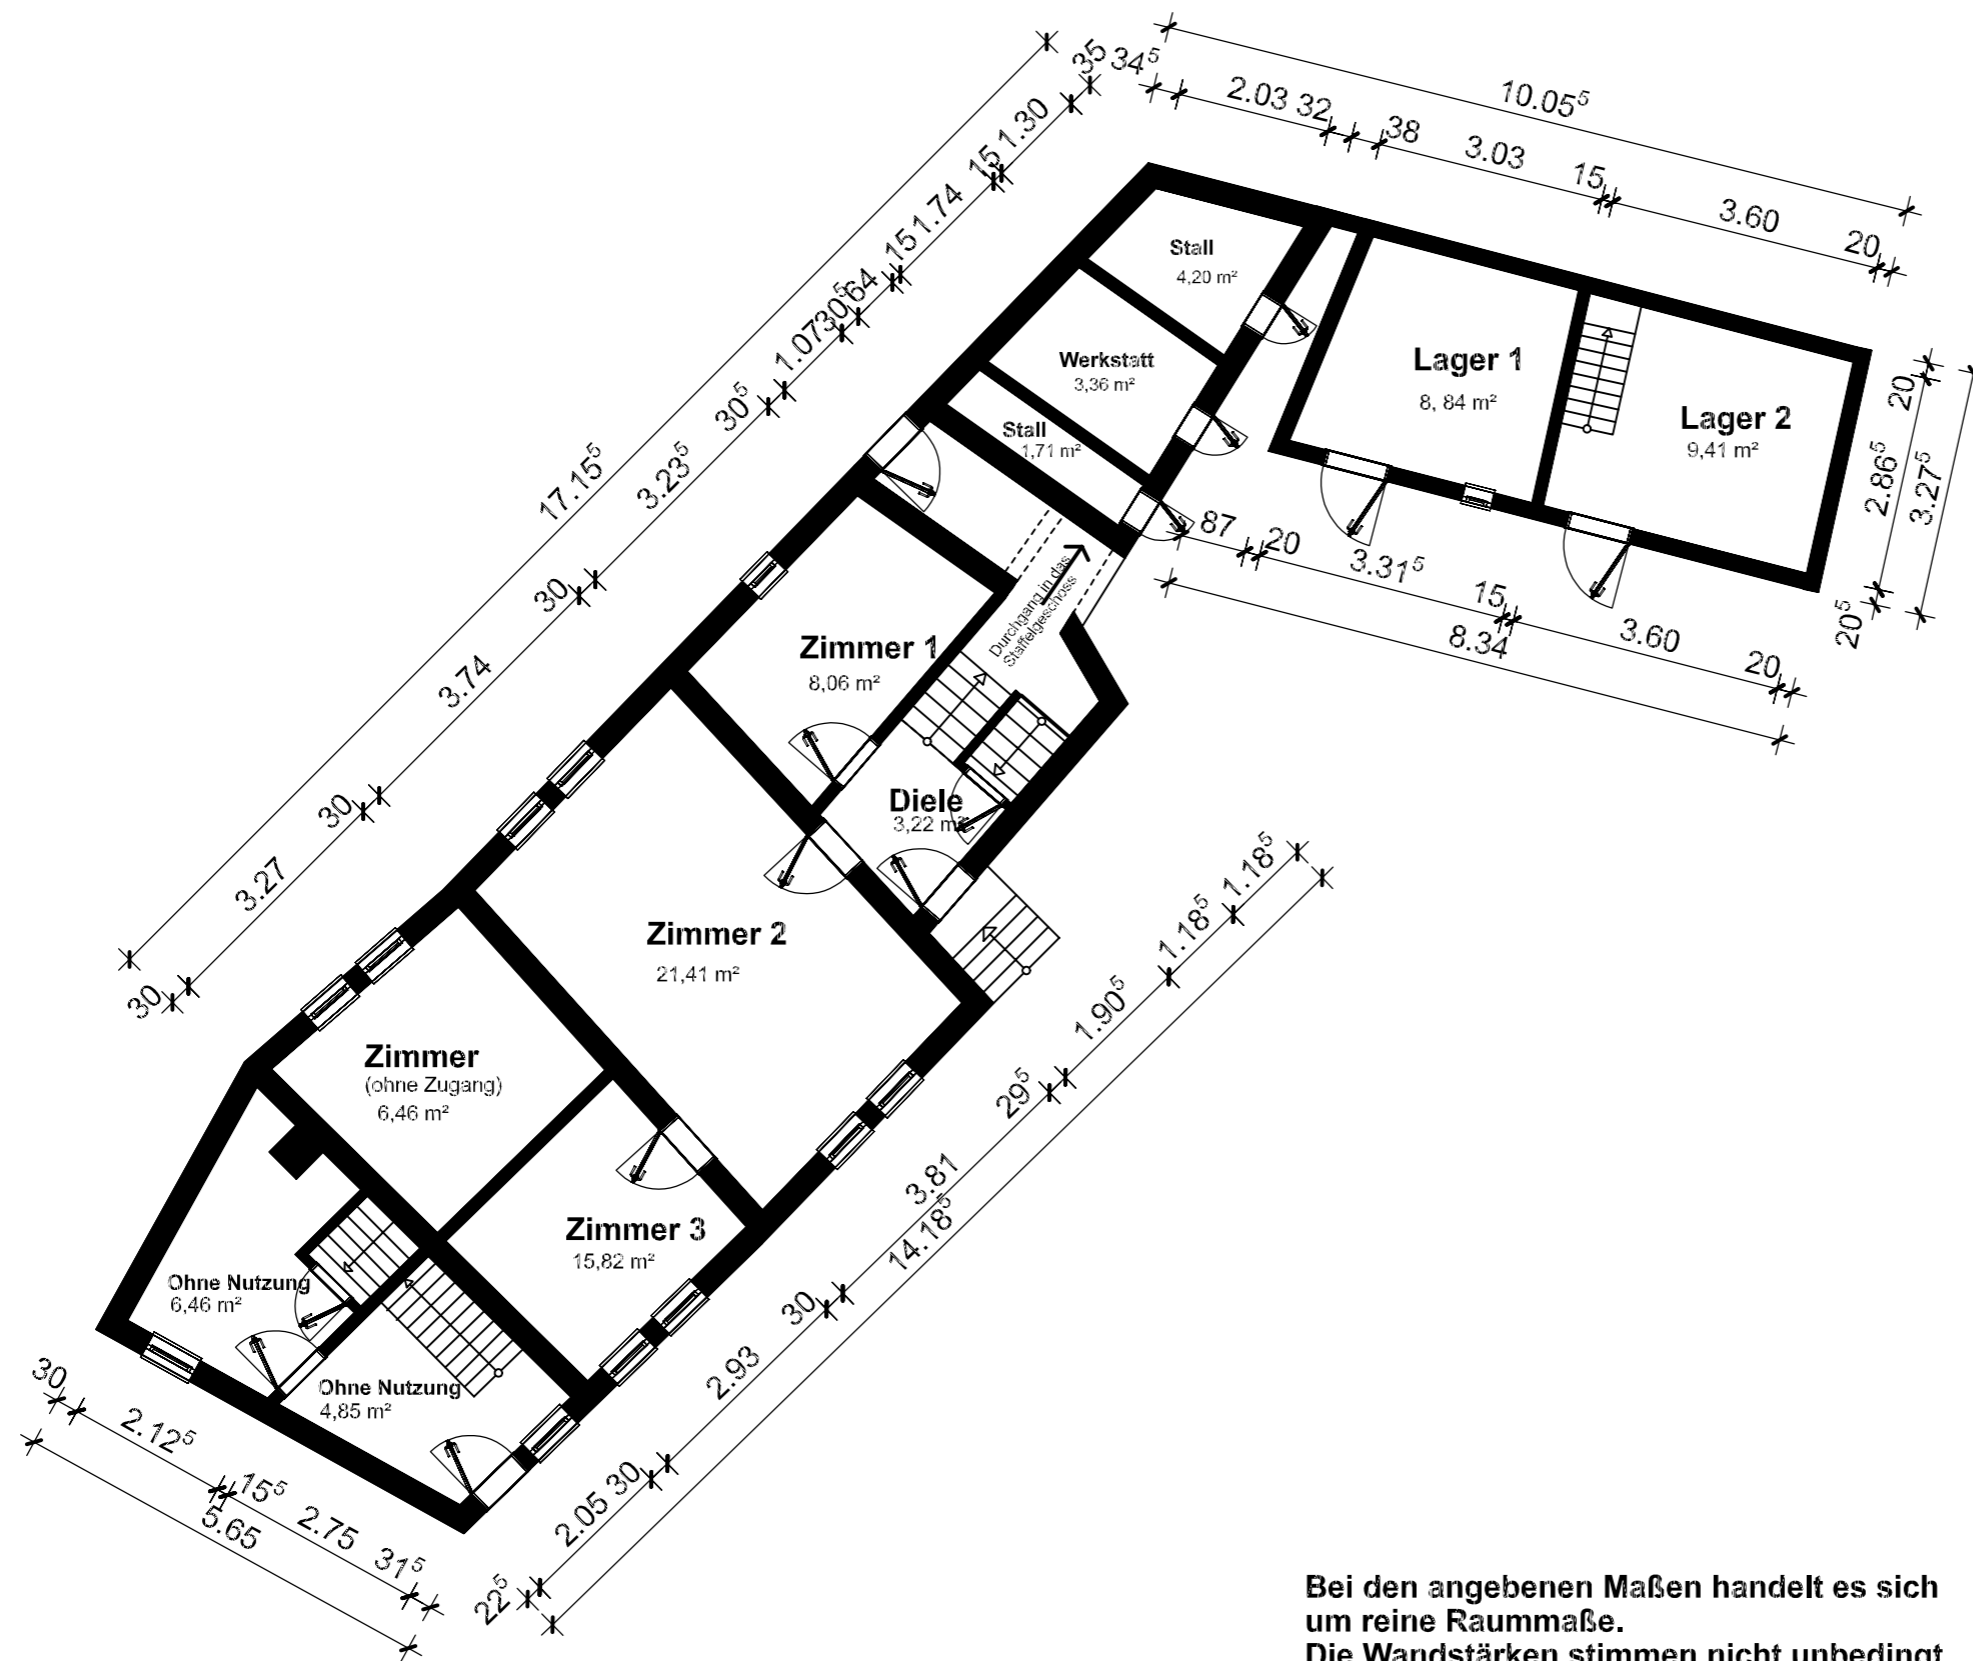 10.05⁵
34⁵
2.03
32
38
3.03
15
3.60
20
17.15⁵
35
1.30
15
1.74
15
64
30⁵
1.07
30⁵
3.23⁵
30
3.74
30
3.27
30
Stall
4,20 m²
Werkstatt
3,36 m²
Stall
1,71 m²
Lager 1
8, 84 m²
Lager 2
9,41 m²
20
2.86⁵
3.27⁵
20⁵
87
20
3.31⁵
15
3.60
20
8.34
Durchgang in das
Staffelgeschoss
Zimmer 1
8,06 m²
Diele
3,22 m²
Zimmer 2
21,41 m²
Zimmer
(ohne Zugang)
6,46 m²
Zimmer 3
15,82 m²
Ohne Nutzung
6,46 m²
Ohne Nutzung
4,85 m²
1.18⁵
1.18⁵
1.90⁵
29⁵
3.81
14.18⁵
30
2.93
30
2.05
22⁵
30
2.12⁵
15⁵
2.75
31⁵
5.65
Bei den angebenen Maßen handelt es sich
um reine Raummaße.
Die Wandstärken stimmen nicht unbedingt